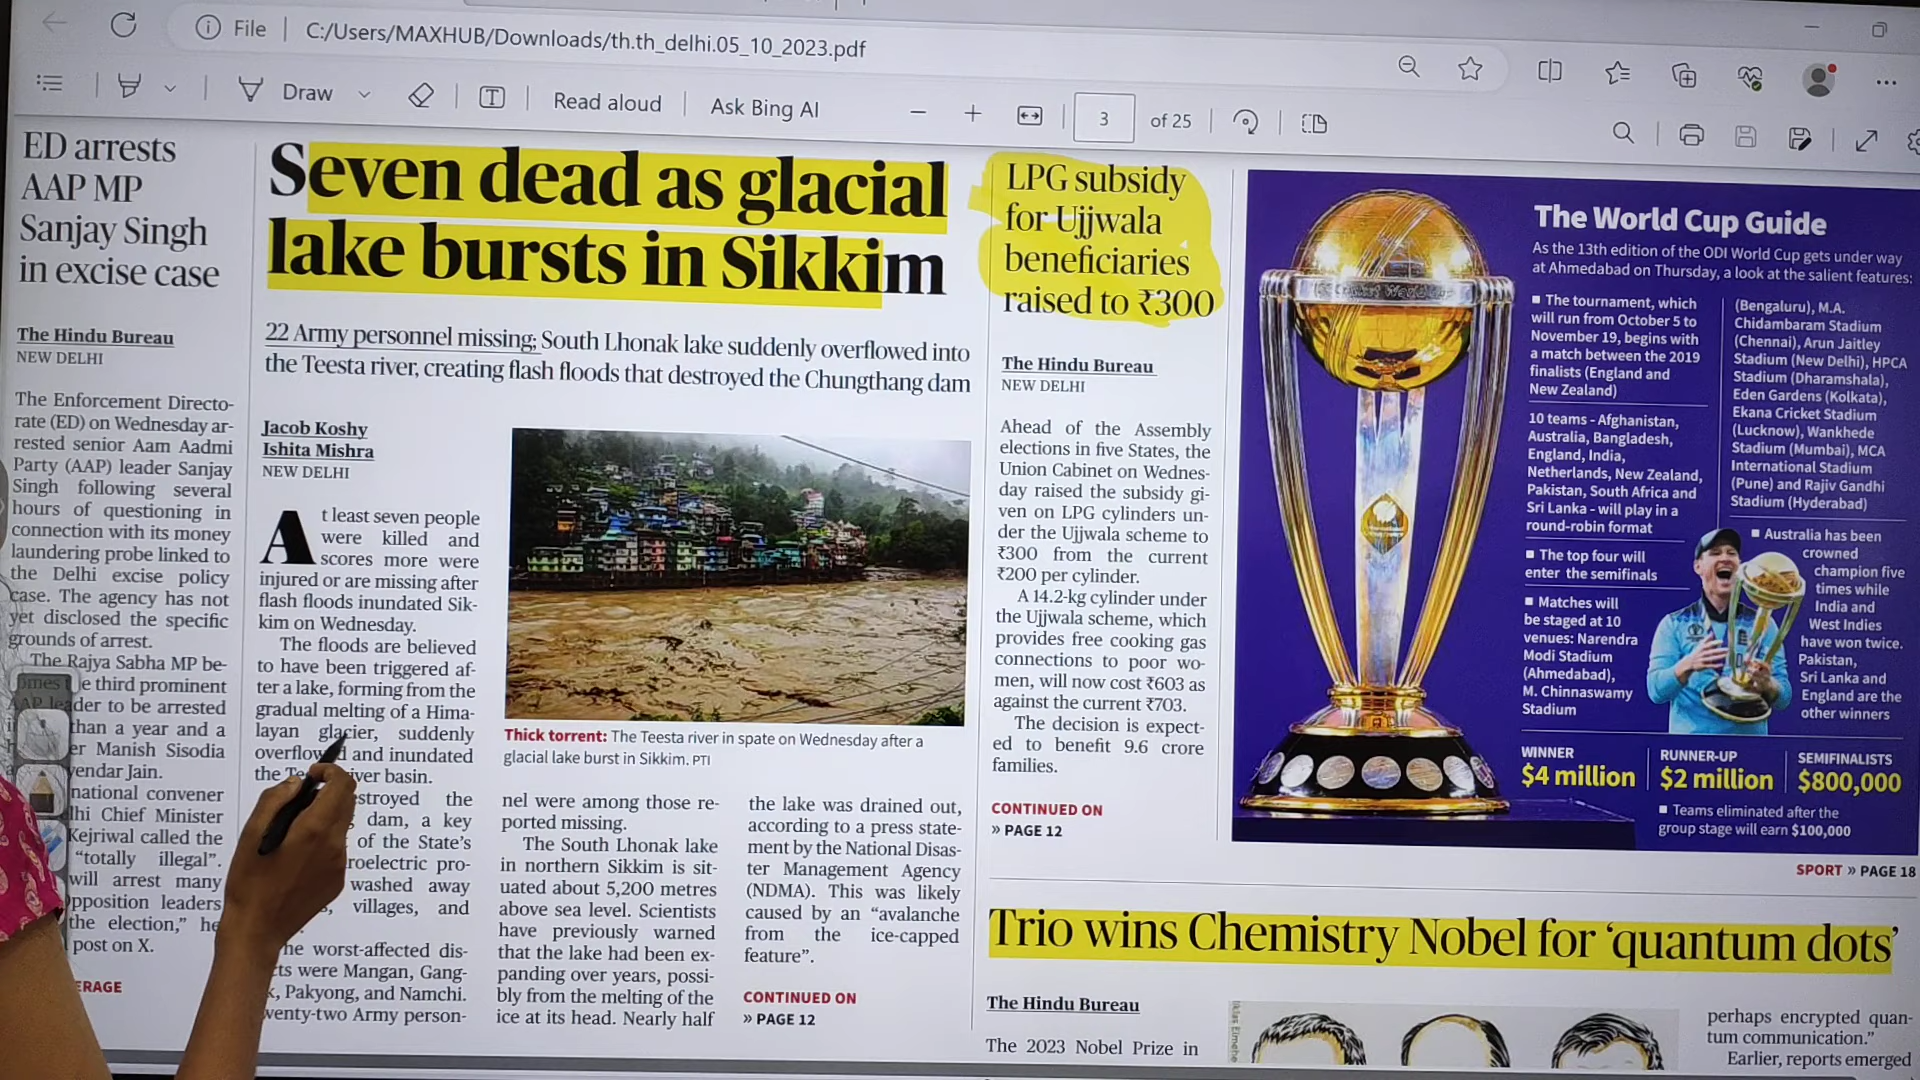 File
C:/Users/MAXHUB/Downloads/th.th_delhi.05_10_2023.pdf
Draw
Read aloud
Ask Bing AI
3
of 25
ED arrests
AAP MP
Sanjay Singh
in excise case
The Hindu Bureau
NEW DELHI
The Enforcement Directo-
rate (ED) on Wednesday ar-
rested senior Aam Aadmi
Party (AAP) leader Sanjay
Singh following several
hours of questioning in
connection with its money
laundering probe linked to
the Delhi excise policy
case. The agency has not
yet disclosed the specific
grounds of arrest.
The Rajya Sabha MP be-
e third prominent
AAP leader to be arrested
than a year and a
er Manish Sisodia
endar Jain.
national convener
lhi Chief Minister
Kejriwal called the
"totally illegal".
will arrest many
opposition leaders
the election," he
post on X.
ERAGE
Seven dead as glacial
lake bursts in Sikkim
22 Army personnel missing; South Lhonak lake suddenly overflowed into
the Teesta river, creating flash floods that destroyed the Chungthang dam
Jacob Koshy
Ishita Mishra
NEW DELHI
At least seven people
were killed and
scores more were
injured or are missing after
flash floods inundated Sik-
kim on Wednesday.
The floods are believed
to have been triggered af-
ter a lake, forming from the
gradual melting of a Hima-
layan glacier, suddenly
overflowed and inundated
the Te iver basin.
estroyed the
dam, a key
of the State's
roelectric pro-
washed away
villages, and
he worst-affected dis-
cts were Mangan, Gang-
k, Pakyong, and Namchi.
wenty-two Army person-
Thick torrent: The Teesta river in spate on Wednesday after a
glacial lake burst in Sikkim. PTI
nel were among those re-
ported missing.
The South Lhonak lake
in northern Sikkim is sit-
uated about 5,200 metres
above sea level. Scientists
have previously warned
that the lake had been ex-
panding over years, possi-
bly from the melting of the
ice at its head. Nearly half
the lake was drained out,
according to a press state-
ment by the National Disas-
ter Management Agency
(NDMA). This was likely
caused by an "avalanche
from the ice-capped
feature".
CONTINUED ON
» PAGE 12
LPG subsidy
for Ujjwala
beneficiaries
raised to ₹300
The Hindu Bureau
NEW DELHI
Ahead of the Assembly
elections in five States, the
Union Cabinet on Wednes-
day raised the subsidy gi-
ven on LPG cylinders un-
der the Ujjwala scheme to
₹300 from the current
₹200 per cylinder.
A 14.2-kg cylinder under
the Ujjwala scheme, which
provides free cooking gas
connections to poor wo-
men, will now cost ₹603 as
against the current ₹703.
The decision is expect-
ed to benefit 9.6 crore
families.
CONTINUED ON
» PAGE 12
The World Cup Guide
As the 13th edition of the ODI World Cup gets under way
at Ahmedabad on Thursday, a look at the salient features:
■ The tournament, which
will run from October 5 to
November 19, begins with
a match between the 2019
finalists (England and
New Zealand)
10 teams - Afghanistan,
Australia, Bangladesh,
England, India,
Netherlands, New Zealand,
Pakistan, South Africa and
Sri Lanka - will play in a
round-robin format
■ The top four will
enter the semifinals
■ Matches will
be staged at 10
venues: Narendra
Modi Stadium
(Ahmedabad),
M. Chinnaswamy
Stadium
(Bengaluru), M.A.
Chidambaram Stadium
(Chennai), Arun Jaitley
Stadium (New Delhi), HPCA
Stadium (Dharamshala),
Eden Gardens (Kolkata),
Ekana Cricket Stadium
(Lucknow), Wankhede
Stadium (Mumbai), MCA
International Stadium
(Pune) and Rajiv Gandhi
Stadium (Hyderabad)
■ Australia has been
crowned
champion five
times while
India and
West Indies
have won twice.
Pakistan,
Sri Lanka and
England are the
other winners
WINNER
$4 million
RUNNER-UP
$2 million
SEMIFINALISTS
$800,000
■ Teams eliminated after the
group stage will earn $100,000
SPORT » PAGE 18
Trio wins Chemistry Nobel for 'quantum dots'
The Hindu Bureau
The 2023 Nobel Prize in
perhaps encrypted quan-
tum communication."
Earlier, reports emerged